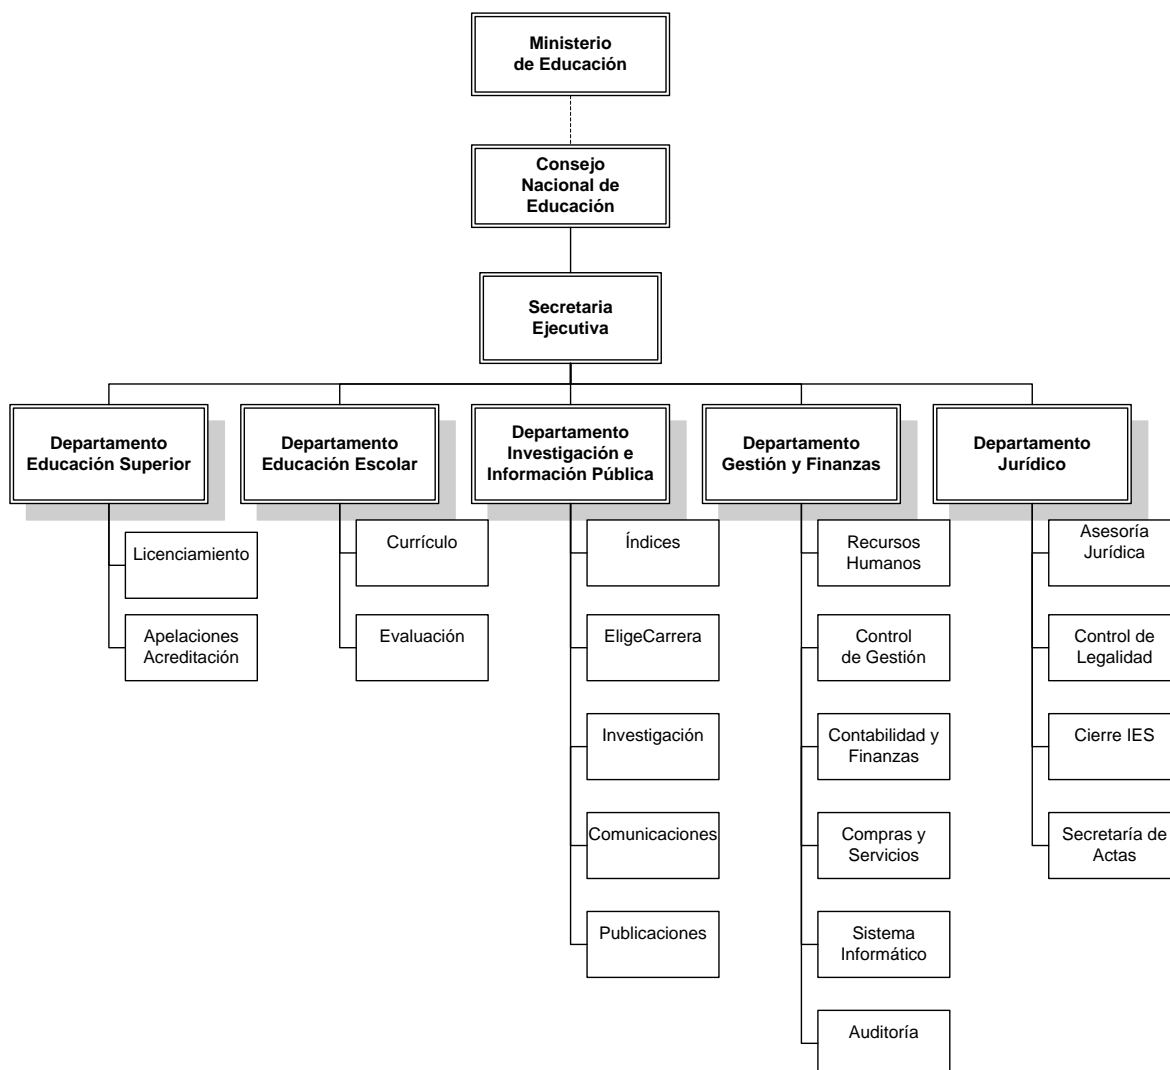 Ministerio
de Educación
Consejo
Nacional de
Educación
Secretaria
Ejecutiva
Departamento
Educación Superior
Departamento
Educación Escolar
Departamento
Investigación e
Información Pública
Departamento
Gestión y Finanzas
Departamento
Jurídico
Licenciamiento
Apelaciones
Acreditación
Currículo
Evaluación
Índices
EligeCarrera
Investigación
Comunicaciones
Publicaciones
Recursos
Humanos
Control
de Gestión
Contabilidad y
Finanzas
Compras y
Servicios
Sistema
Informático
Auditoría
Asesoría
Jurídica
Control de
Legalidad
Cierre IES
Secretaría de
Actas